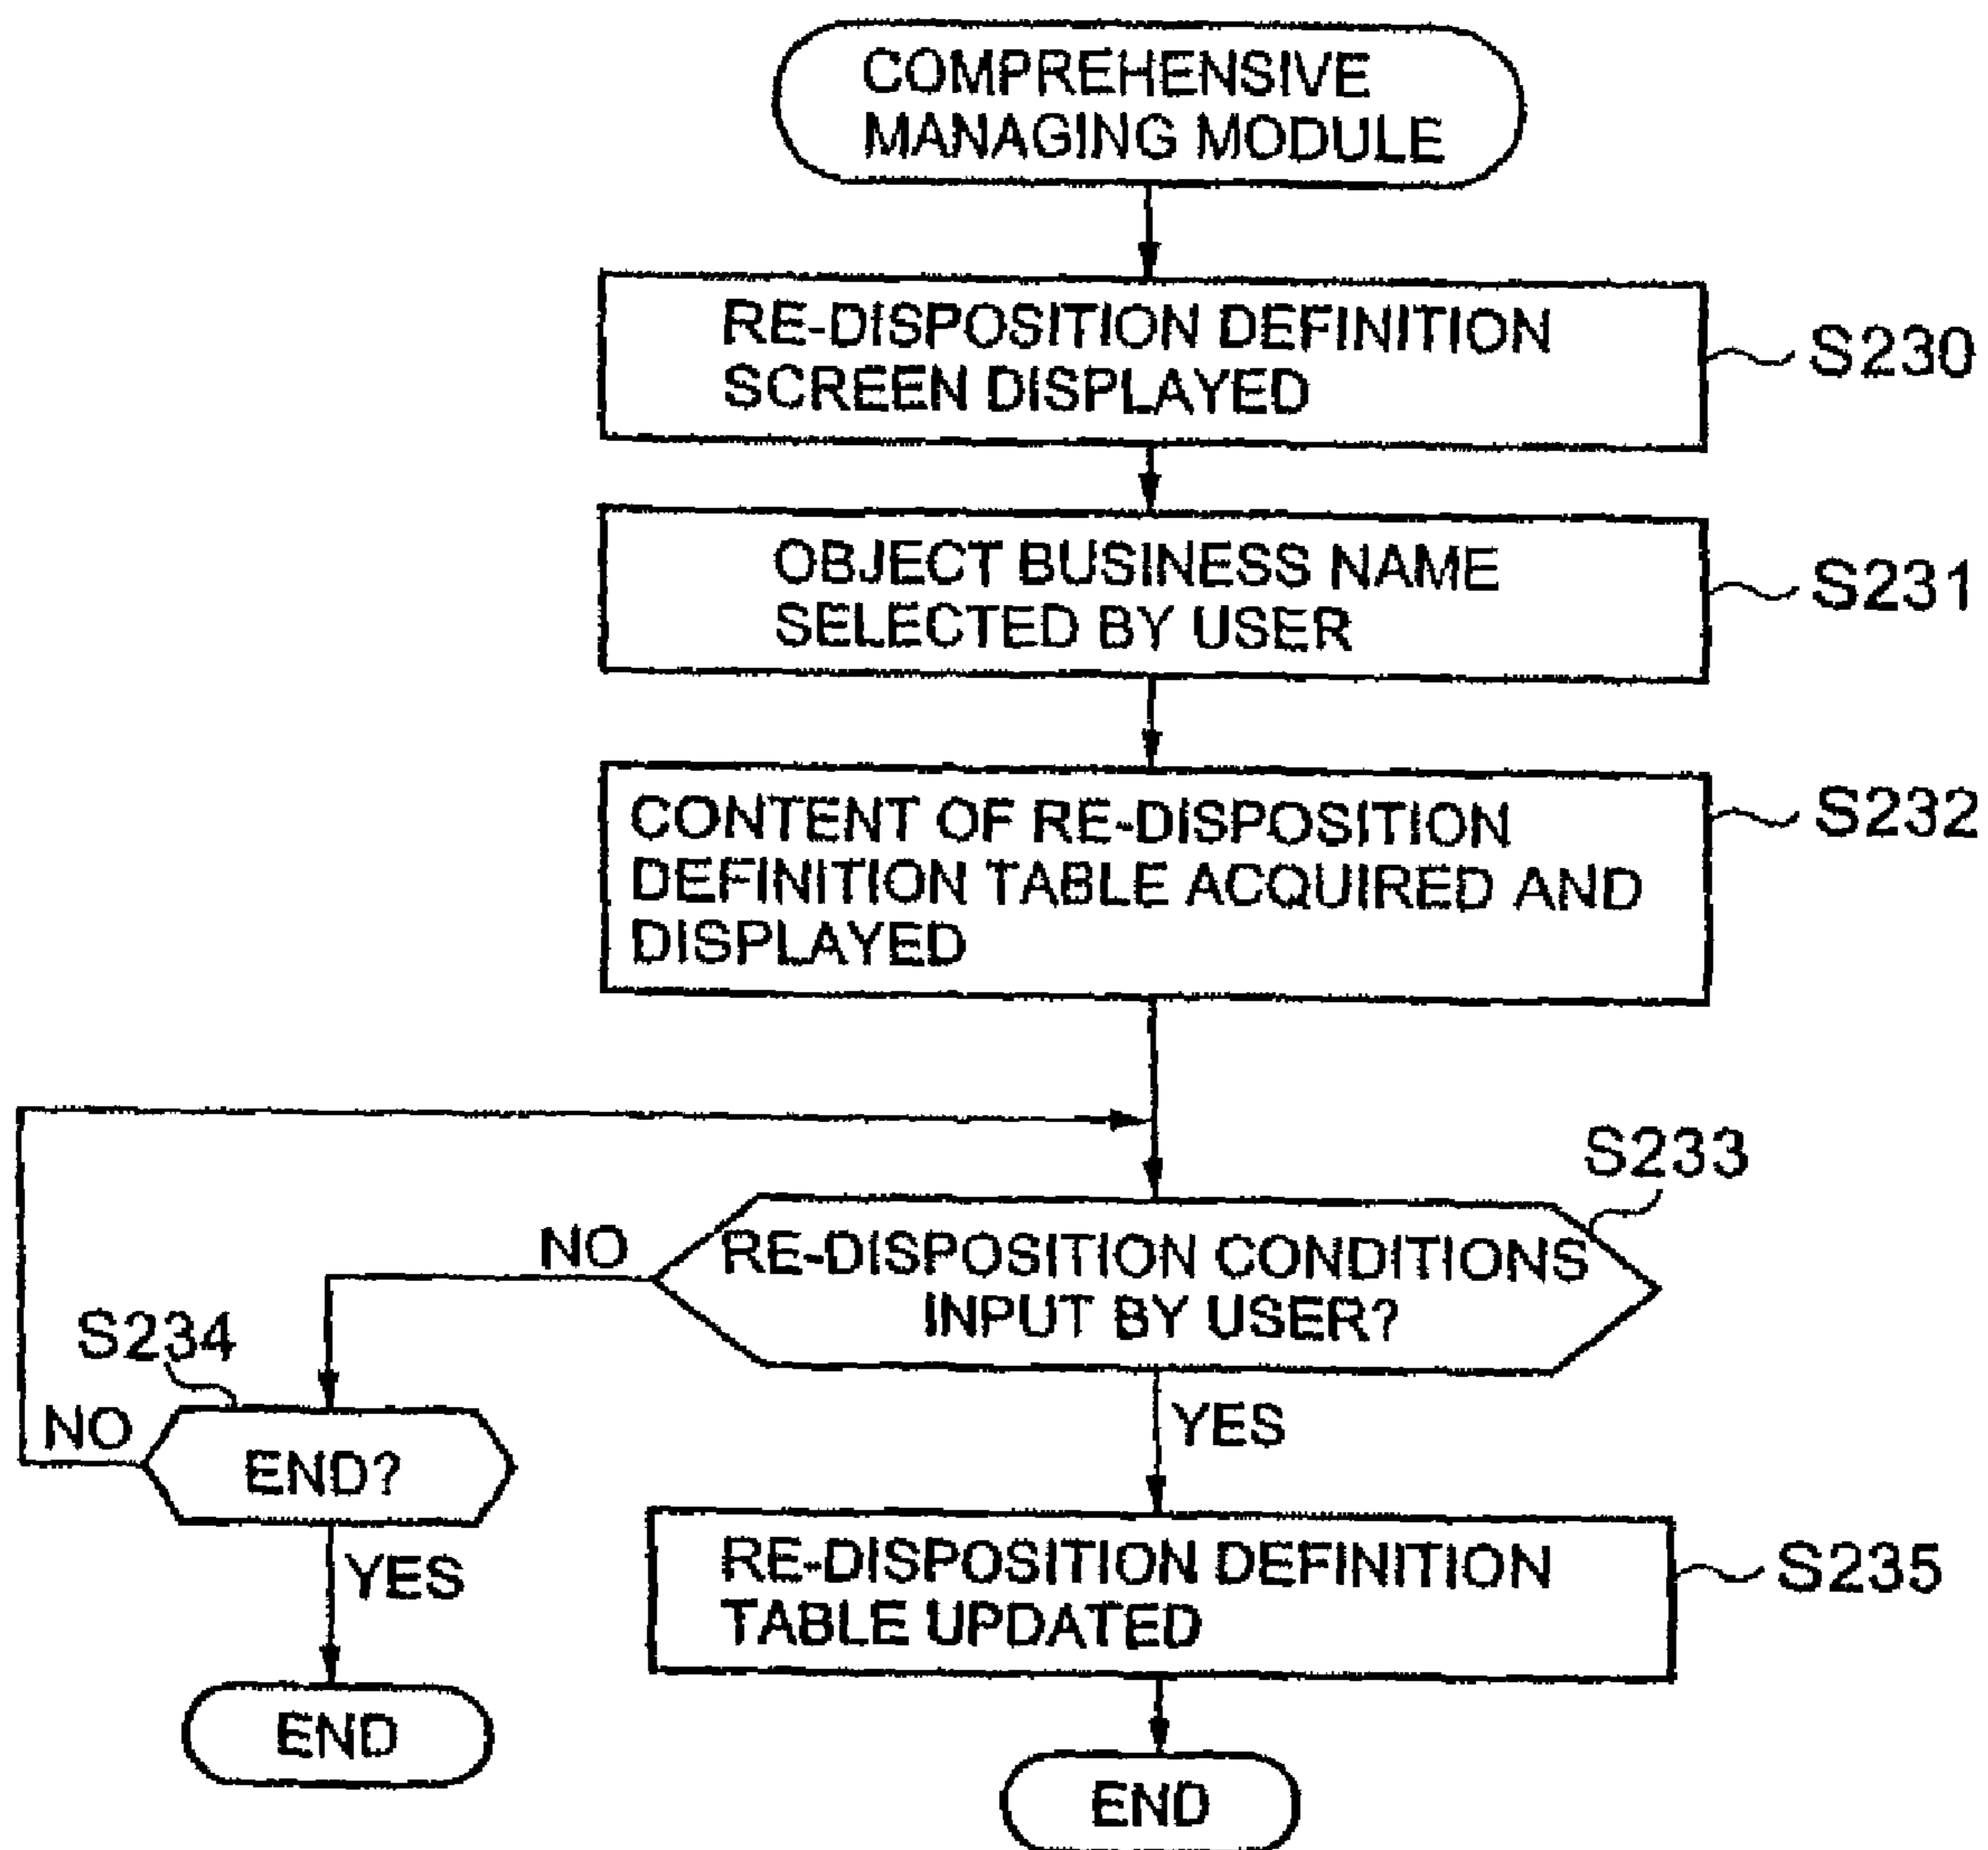 COMPREHENSIVE
MANAGING MODULE
RE-DISPOSITION DEFINITION
SCREEN DISPLAYED
S230
OBJECT BUSINESS NAME
SELECTED BY USER
S231
CONTENT OF RE-DISPOSITION
DEFINITION TABLE ACQUIRED AND
DISPLAYED
S232
S233
RE-DISPOSITION CONDITIONS
INPUT BY USER?
NO
S234
NO
END?
YES
YES
RE-DISPOSITION DEFINITION
TABLE UPDATED
S235
END
END